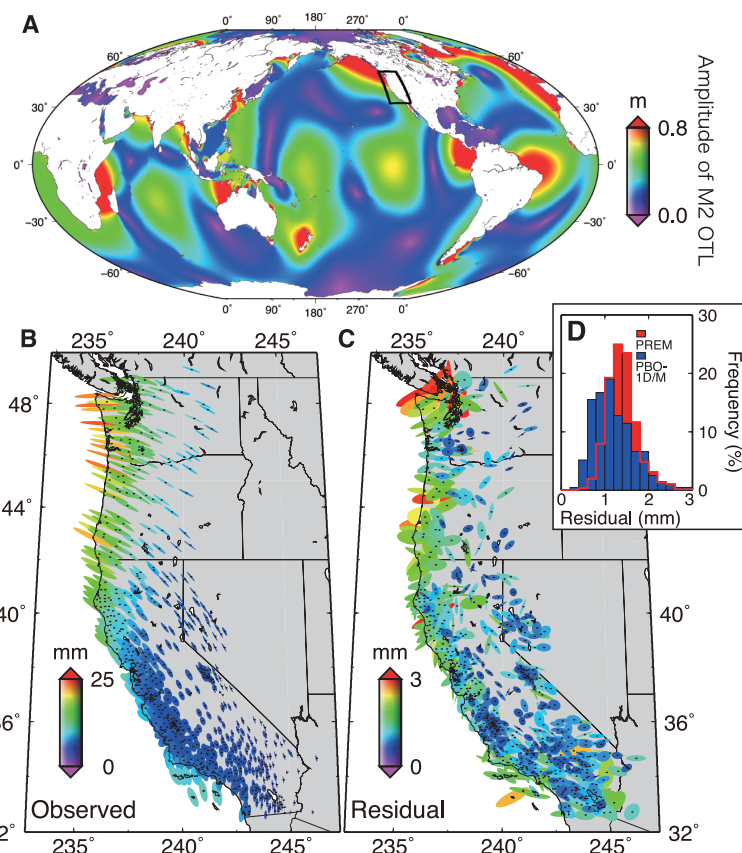 A
0° 90° 180° 270° 0°
60° 60°
30° 30°
0° 0°
−30° −30°
−60° −60°
0° 90° 180° 270° 0°
m
0.8
0.0
Amplitude of M2 OTL
B
235° 240°
48°
44°
40°
36°
32°
mm
25
0
Observed
235° 240° 245°
C
235° 240°
mm
3
0
Residual
40°
36°
32°
235° 240° 245°
D
PREM
PBO-
1D/M
30
20
10
0
Frequency (%)
0 1 2 3
Residual (mm)